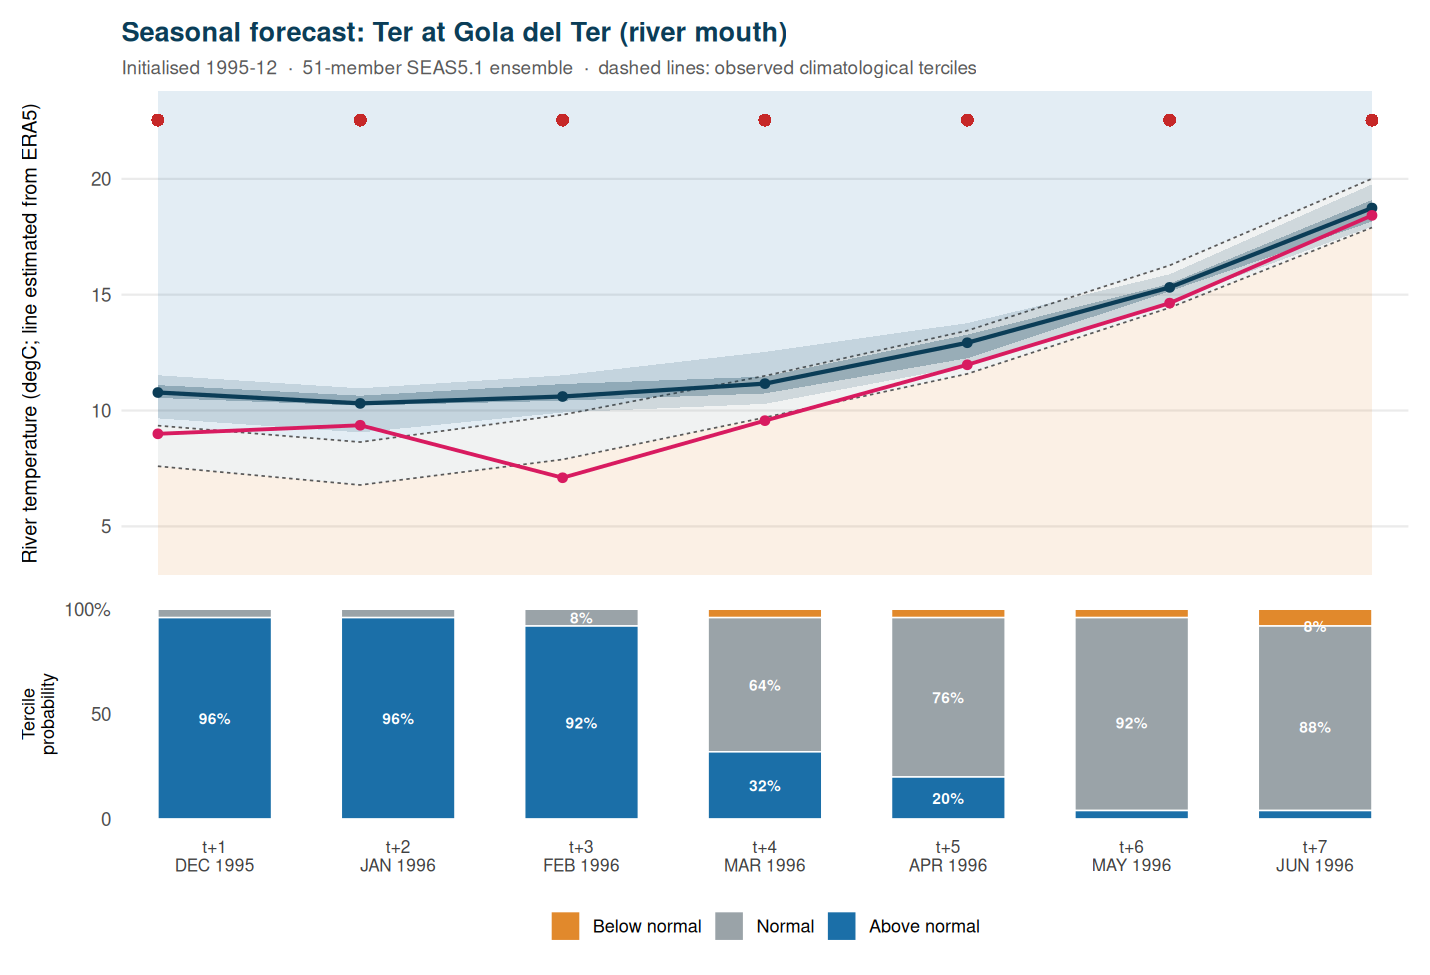 Seasonal forecast: Ter at Gola del Ter (river mouth)
Initialised 1995-12 · 51-member SEAS5.1 ensemble · dashed lines: observed climatological terciles
River temperature (degC; line estimated from ERA5)
20
15
10
5
Tercile
probability
100%
50
0
96%
96%
8%
92%
64%
32%
76%
20%
92%
8%
88%
t+1
DEC 1995
t+2
JAN 1996
t+3
FEB 1996
t+4
MAR 1996
t+5
APR 1996
t+6
MAY 1996
t+7
JUN 1996
Below normal
Normal
Above normal